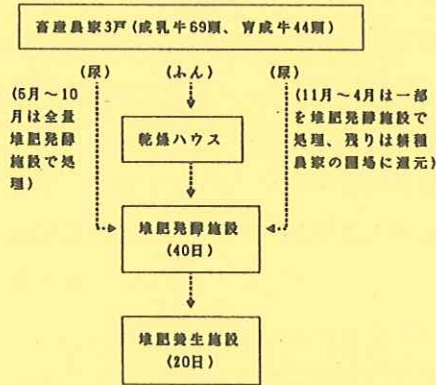 畜産農家3戸(成乳牛69頭、育成牛44頭)
(尿)
(ふん)
(尿)
(5月~10
月は全量
堆肥発酵
施設で処
理)
(11月~4月は一部
を堆肥発酵施設で
処理、残りは耕種
農家の圃場に還元)
乾燥ハウス
堆肥発酵施設
(40日)
堆肥養生施設
(20日)